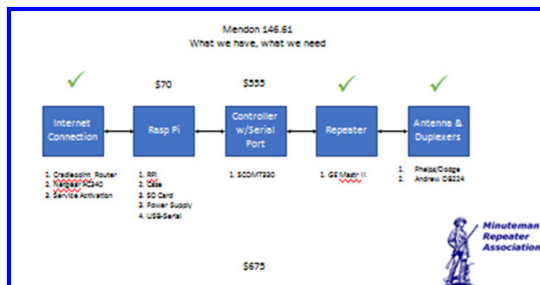 Mendon 146.61
What we have, what we need
$70
$555
Internet
Connection
Rasp Pi
Controller
w/Serial
Port
Repeater
Antenna &
Duplexers
1. Cradlepoint Router
2. Netgear AC340
3. Service Activation
1. RPi
2. Case
3. SD Card
3. Power Supply
4. USB-Serial
1. SCOM7330
1. GE Mastr II
1. Phelps/Dodge
2. Andrew DB224
Minuteman
Repeater
Association
$675